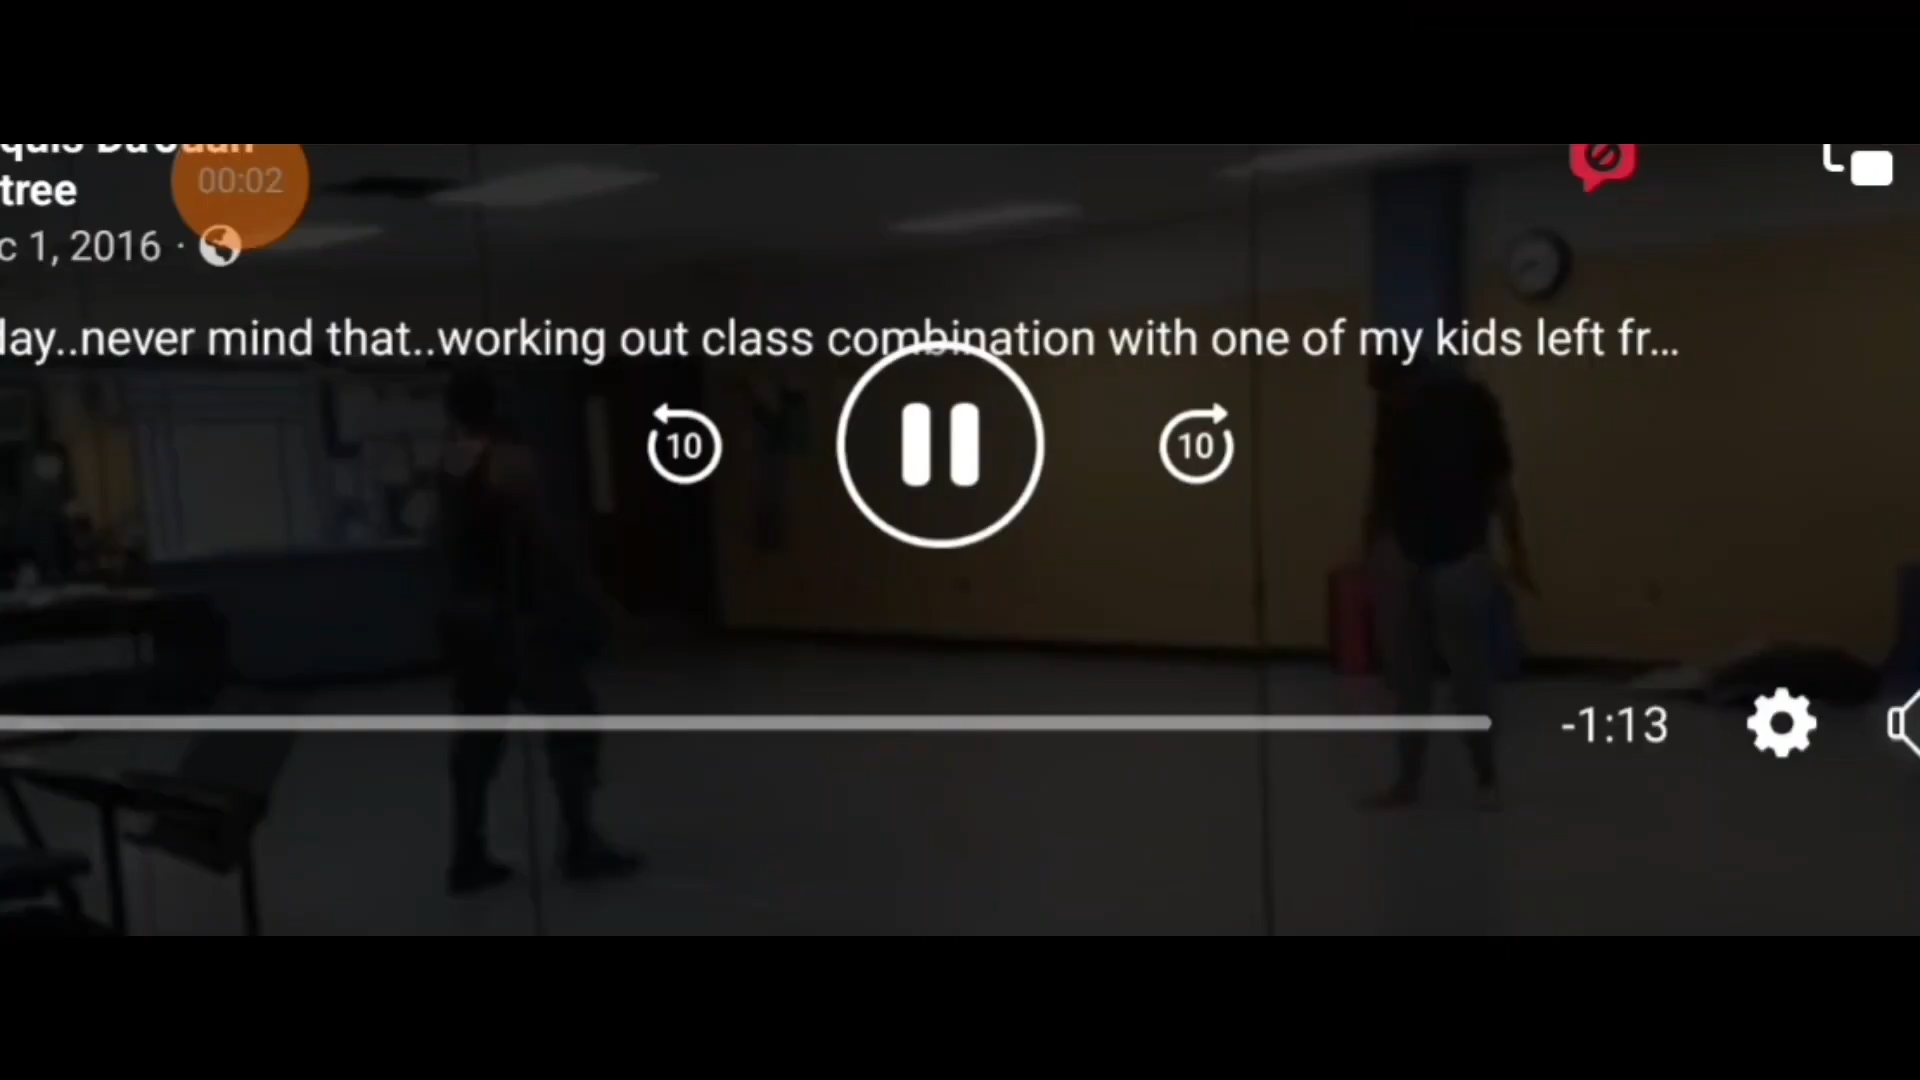 tree
00:02
c 1, 2016 ·
day..never mind that..working out class combination with one of my kids left fr...
10
10
-1:13